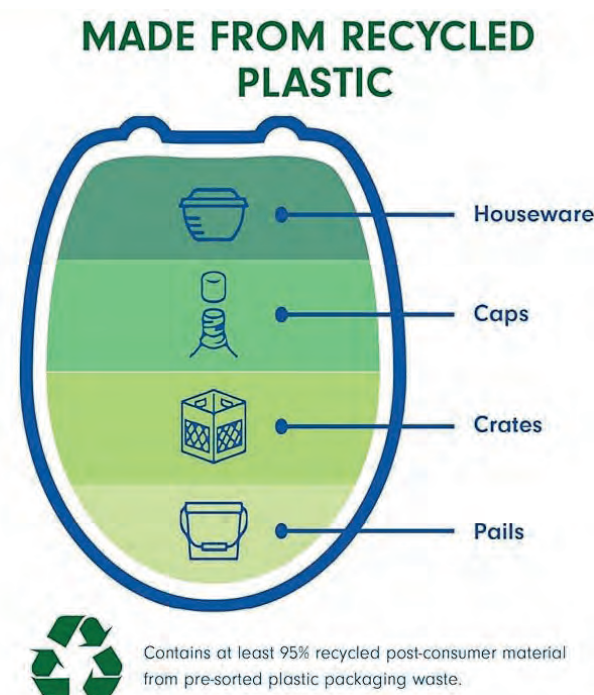 MADE FROM RECYCLED
PLASTIC
Houseware
Caps
Crates
Pails
Contains at least 95% recycled post-consumer material
from pre-sorted plastic packaging waste.